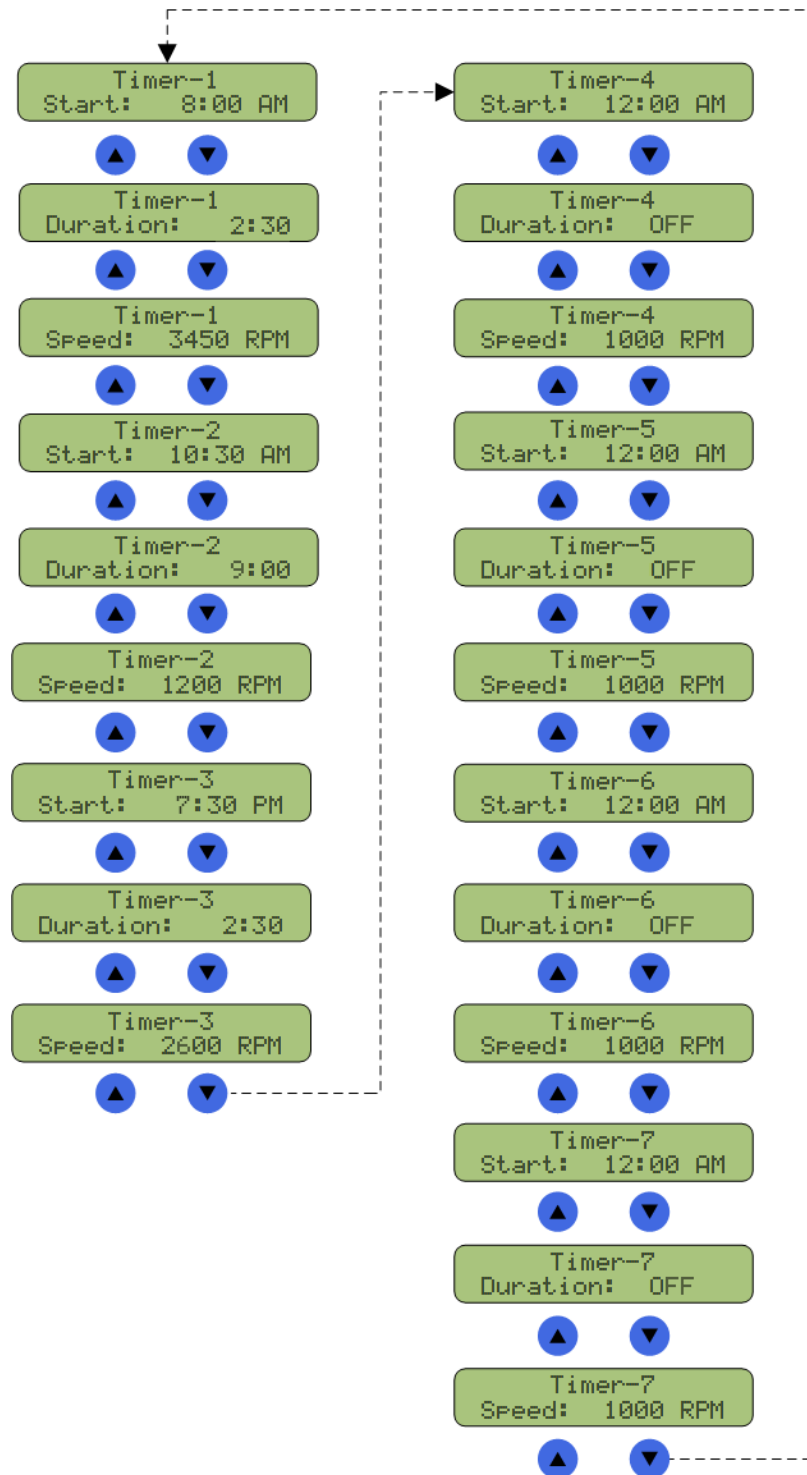 Timer-1
Start: 8:00 AM
Timer-1
Duration: 2:30
Timer-1
Speed: 3450 RPM
Timer-2
Start: 10:30 AM
Timer-2
Duration: 9:00
Timer-2
Speed: 1200 RPM
Timer-3
Start: 7:30 PM
Timer-3
Duration: 2:30
Timer-3
Speed: 2600 RPM
Timer-4
Start: 12:00 AM
Timer-4
Duration: OFF
Timer-4
Speed: 1000 RPM
Timer-5
Start: 12:00 AM
Timer-5
Duration: OFF
Timer-5
Speed: 1000 RPM
Timer-6
Start: 12:00 AM
Timer-6
Duration: OFF
Timer-6
Speed: 1000 RPM
Timer-7
Start: 12:00 AM
Timer-7
Duration: OFF
Timer-7
Speed: 1000 RPM